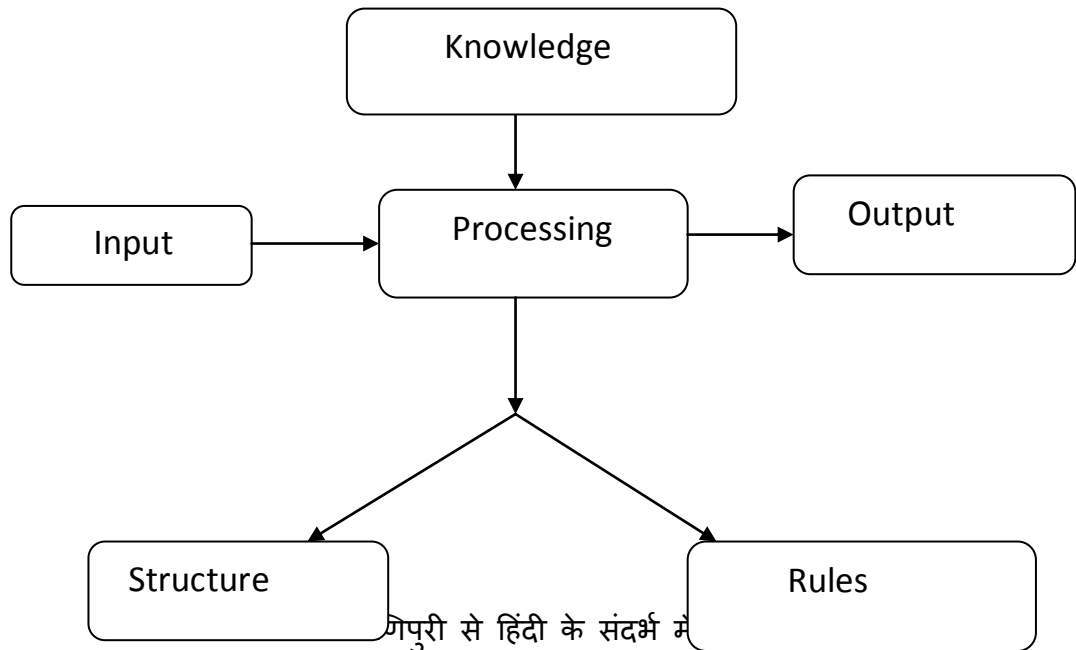 Knowledge
Input
Processing
Output
Structure
Rules
से हिंदी के संदर्भ